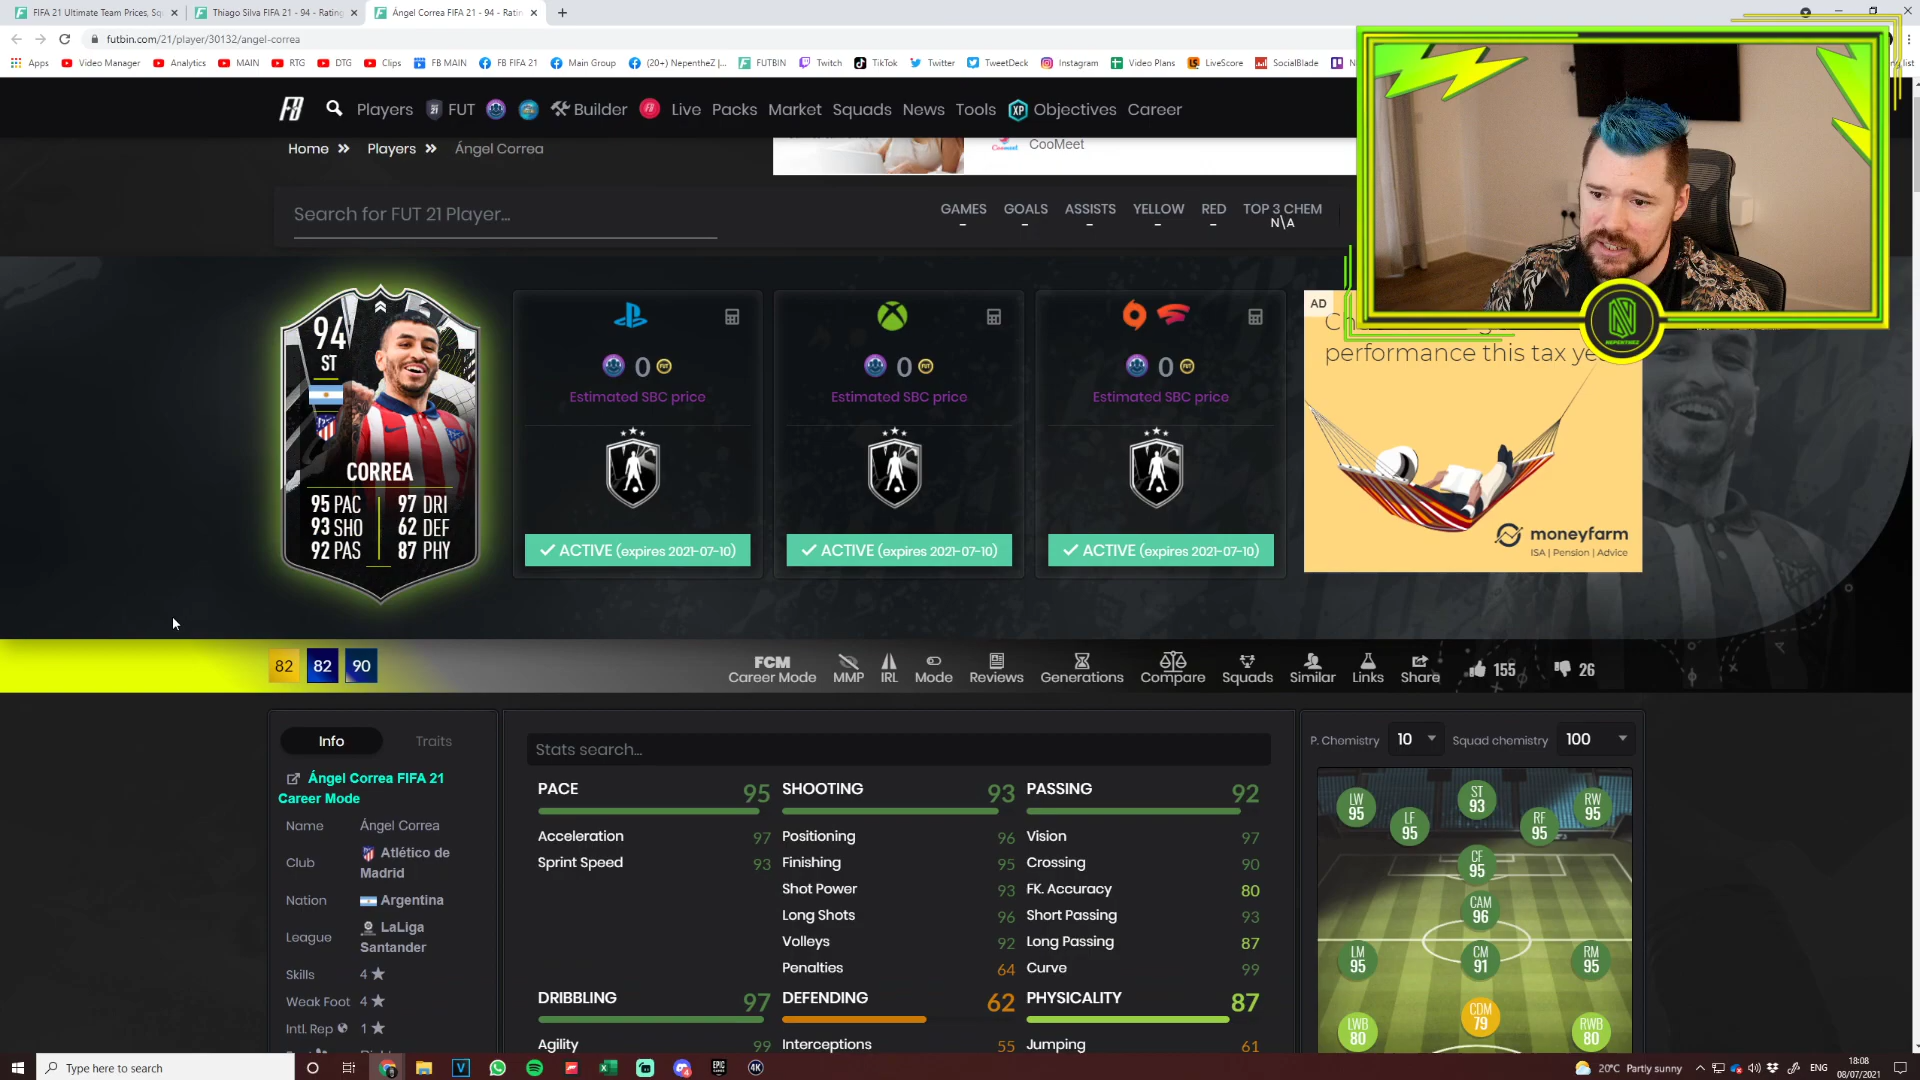 FIFA 21 Ultimate Team Prices, Squ
Thiago Silva FIFA 21 - 94 - Rating
Ángel Correa FIFA 21 - 94 - Ratin
futbin.com/21/player/30132/angel-correa
Apps
Video Manager
Analytics
MAIN
RTG
DTG
Clips
FB MAIN
FB FIFA 21
Main Group
(20+) NepentheZ |...
FUTBIN
Twitch
TikTok
Twitter
TweetDeck
Instagram
Video Plans
LiveScore
SocialBlade
Players
FUT
Builder
Live
Packs
Market
Squads
News
Tools
Objectives
Career
Home
Players
Ángel Correa
CooMeet
Search for FUT 21 Player...
GAMES GOALS ASSISTS YELLOW RED TOP 3 CHEM
- - - - - N\A
94
ST
CORREA
95 PAC 97 DRI
93 SHO 62 DEF
92 PAS 87 PHY
0
Estimated SBC price
ACTIVE (expires 2021-07-10)
0
Estimated SBC price
ACTIVE (expires 2021-07-10)
0
Estimated SBC price
ACTIVE (expires 2021-07-10)
AD
performance this tax ye
moneyfarm
ISA | Pension | Advice
NEPENTHEZ
82 82 90
FCM
Career Mode MMP IRL Mode Reviews Generations Compare Squads Similar Links Share 155 26
Info Traits
Ángel Correa FIFA 21
Career Mode
Name Ángel Correa
Club Atlético de
Madrid
Nation Argentina
League LaLiga
Santander
Skills 4
Weak Foot 4
Intl. Rep 1
Stats search...
PACE 95
Acceleration 97
Sprint Speed 93
SHOOTING 93
Positioning 96
Finishing 95
Shot Power 93
Long Shots 96
Volleys 92
Penalties 64
PASSING 92
Vision 97
Crossing 90
FK. Accuracy 80
Short Passing 93
Long Passing 87
Curve 99
DRIBBLING 97
Agility 99
DEFENDING 62
Interceptions 55
PHYSICALITY 87
Jumping 61
P. Chemistry 10 Squad chemistry 100
ST
93
LW
95
RW
95
LF
95
RF
95
CF
95
CAM
96
LM
95
CM
91
RM
95
CDM
79
LWB
80
RWB
80
Type here to search
20°C Partly sunny
ENG
18:08
08/07/2021